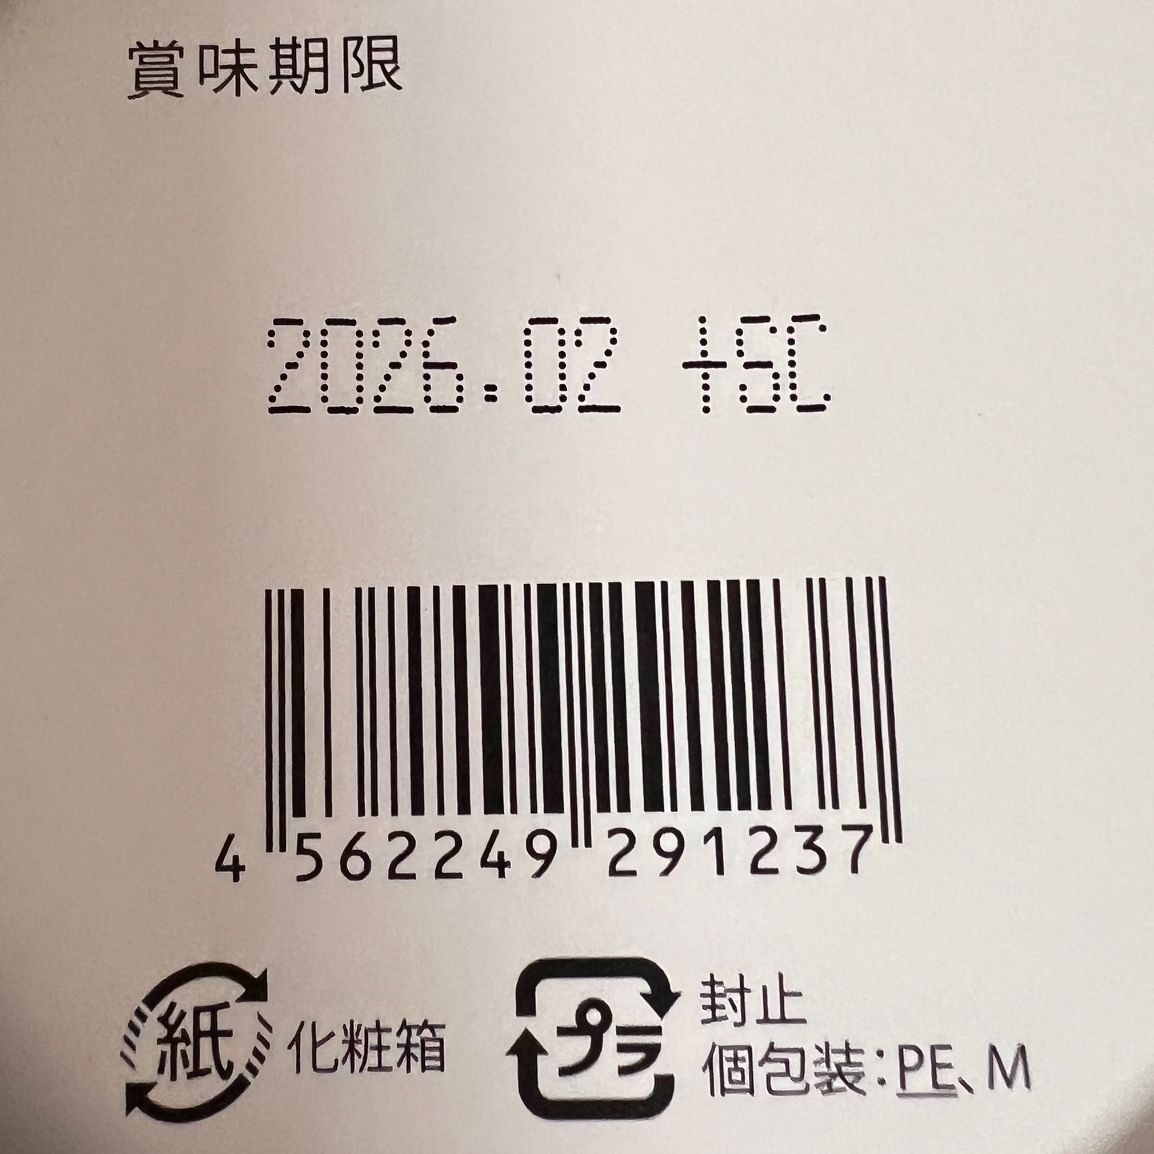 賞味期限
2026.02 +SC
4 562249 291237
紙 化粧箱
プラ 封止
個包装:PE、M